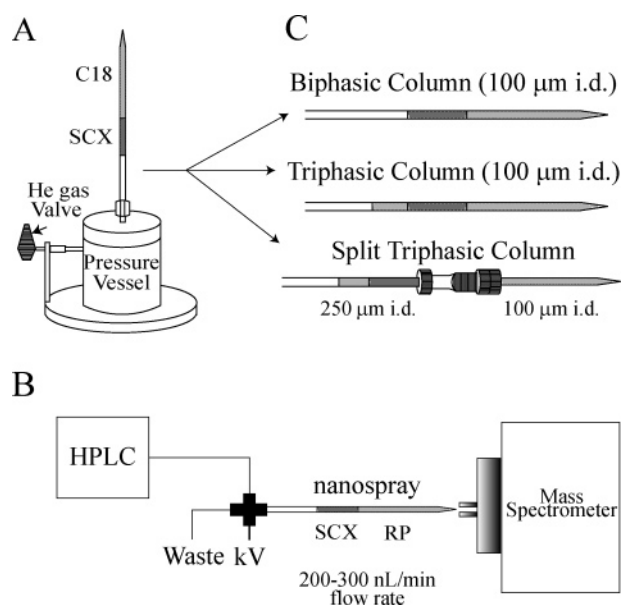 A
C18
SCX
He gas
Valve
Pressure
Vessel
C
Biphasic Column (100 μm i.d.)
Triphasic Column (100 μm i.d.)
Split Triphasic Column
250 μm i.d. 100 μm i.d.
B
HPLC
nanospray
Mass
Spectrometer
Waste kV
SCX RP
200-300 nL/min
flow rate